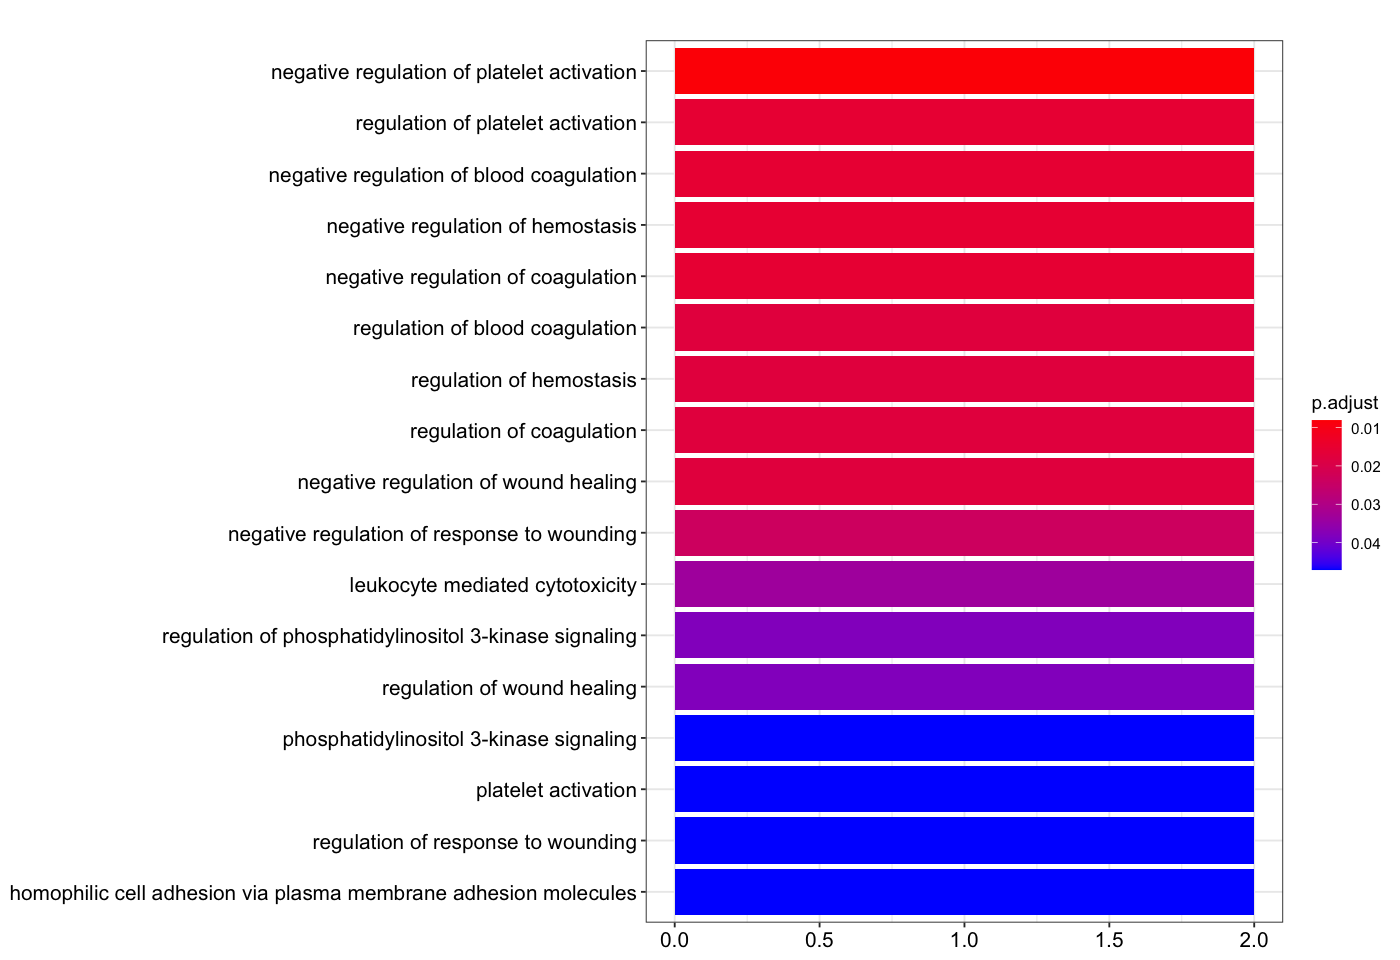 negative regulation of platelet activation
regulation of platelet activation
negative regulation of blood coagulation
negative regulation of hemostasis
negative regulation of coagulation
regulation of blood coagulation
regulation of hemostasis
regulation of coagulation
negative regulation of wound healing
negative regulation of response to wounding
leukocyte mediated cytotoxicity
regulation of phosphatidylinositol 3-kinase signaling
regulation of wound healing
phosphatidylinositol 3-kinase signaling
platelet activation
regulation of response to wounding
homophilic cell adhesion via plasma membrane adhesion molecules
0.0 0.5 1.0 1.5 2.0
p.adjust
0.01
0.02
0.03
0.04